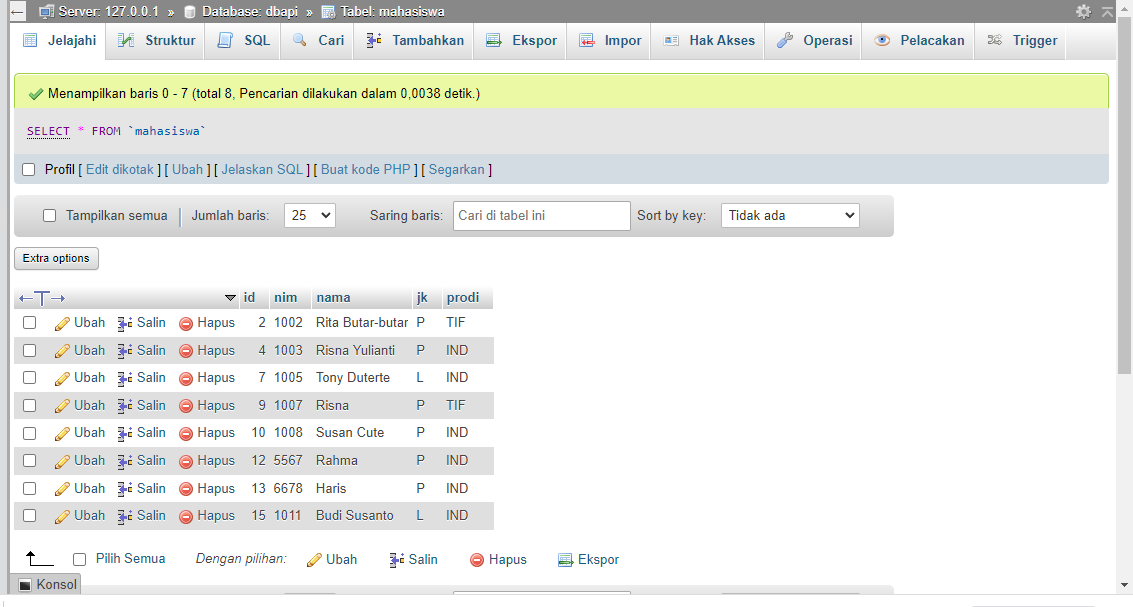 Server: 127.0.0.1 » Database: dbapi » Tabel: mahasiswa
Jelajahi Struktur SQL Cari Tambahkan Ekspor Impor Hak Akses Operasi Pelacakan Trigger
Menampilkan baris 0 - 7 (total 8, Pencarian dilakukan dalam 0,0038 detik.)
SELECT * FROM `mahasiswa`
Profil [ Edit dikotak ] [ Ubah ] [ Jelaskan SQL ] [ Buat kode PHP ] [ Segarkan ]
Tampilkan semua Jumlah baris: 25 Saring baris: Cari di tabel ini Sort by key: Tidak ada
Extra options
id nim nama jk prodi
Ubah Salin Hapus 2 1002 Rita Butar-butar P TIF
Ubah Salin Hapus 4 1003 Risna Yulianti P IND
Ubah Salin Hapus 7 1005 Tony Duterte L IND
Ubah Salin Hapus 9 1007 Risna P TIF
Ubah Salin Hapus 10 1008 Susan Cute P IND
Ubah Salin Hapus 12 5567 Rahma P IND
Ubah Salin Hapus 13 6678 Haris P IND
Ubah Salin Hapus 15 1011 Budi Susanto L IND
Pilih Semua Dengan pilihan: Ubah Salin Hapus Ekspor
Konsol